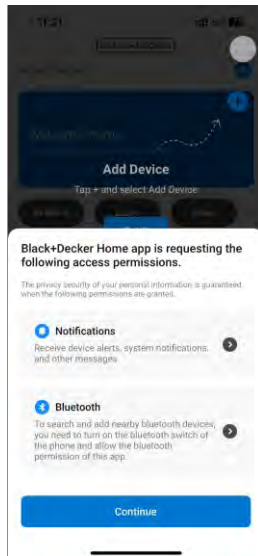 11:21
Add Device
Tap + and select Add Device
Black+Decker Home app is requesting the
following access permissions.
The privacy security of your personal information is guaranteed
when the following permissions are grantes.
Notifications
Receive device alerts, system notifications,
and other messages
Bluetooth
To search and add nearby bluetooth devices,
you need to turn on the bluetooth switch of
the phone and allow the bluetooth
permission of this app.
Continue